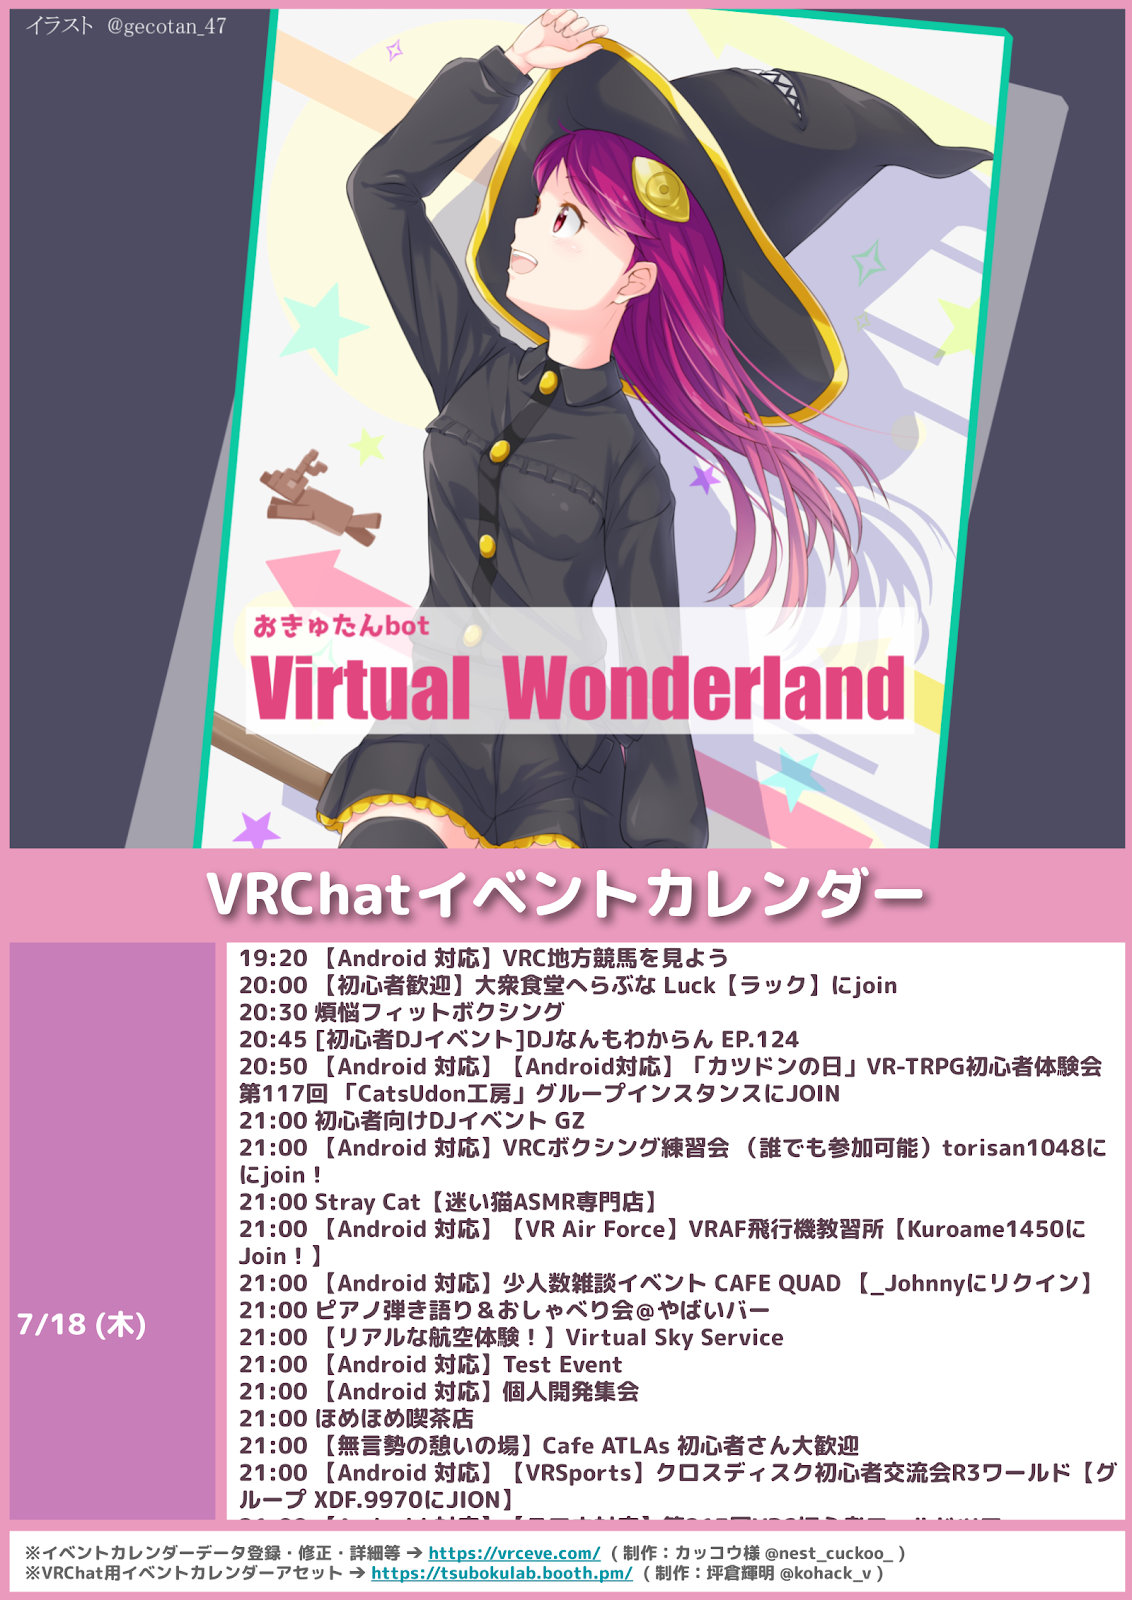 イラスト @gecotan_47
おきゅたんbot
Virtual Wonderland
VRChatイベントカレンダー
7/18 (木)
19:20 【Android 対応】VRC地方競馬を見よう
20:00 【初心者歓迎】大衆食堂へらぶな Luck【ラック】にjoin
20:30 煩悩フィットボクシング
20:45 [初心者DJイベント]DJなんもわからん EP.124
20:50 【Android 対応】【Android対応】「カツドンの日」VR-TRPG初心者体験会
第117回 「CatsUdon工房」グループインスタンスにJOIN
21:00 初心者向けDJイベント GZ
21:00 【Android 対応】VRCボクシング練習会 （誰でも参加可能）torisan1048に
にjoin！
21:00 Stray Cat【迷い猫ASMR専門店】
21:00 【Android 対応】【VR Air Force】VRAF飛行機教習所【Kuroame1450に
Join！】
21:00 【Android 対応】少人数雑談イベント CAFE QUAD 【_Johnnyにリクイン】
21:00 ピアノ弾き語り＆おしゃべり会＠やばいバー
21:00 【リアルな航空体験！】Virtual Sky Service
21:00 【Android 対応】Test Event
21:00 【Android 対応】個人開発集会
21:00 ほめほめ喫茶店
21:00 【無言勢の憩いの場】Cafe ATLAs 初心者さん大歓迎
21:00 【Android 対応】【VRSports】クロスディスク初心者交流会R3ワールド【グ
ループ XDF.9970にJION】
※イベントカレンダーデータ登録・修正・詳細等 ➔ https://vrceve.com/ ( 制作：カッコウ様 @nest_cuckoo_ )
※VRChat用イベントカレンダーアセット ➔ https://tsubokulab.booth.pm/ ( 制作：坪倉輝明 @kohack_v )